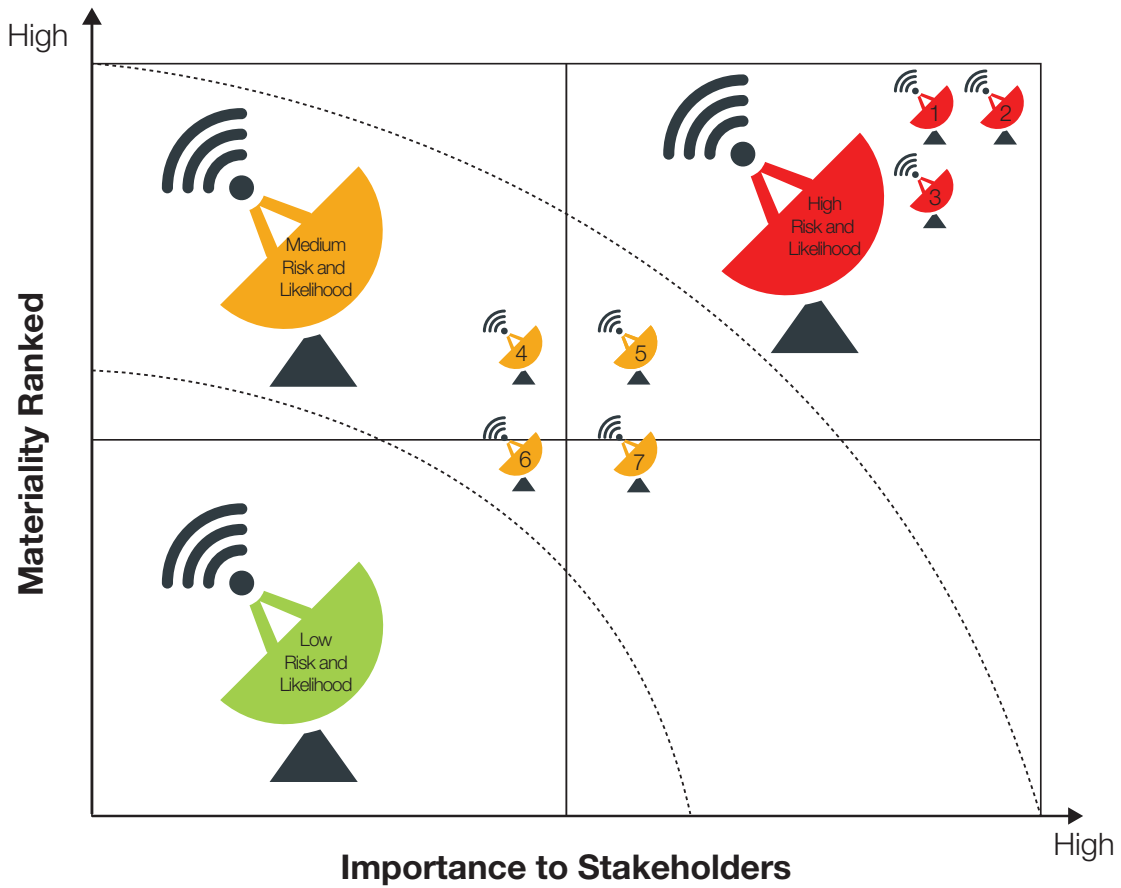 High
1
2
3
High
Risk and
Likelihood
Medium
Risk and
Likelihood
4
5
6
7
Materiality Ranked
Low
Risk and
Likelihood
High
Importance to Stakeholders